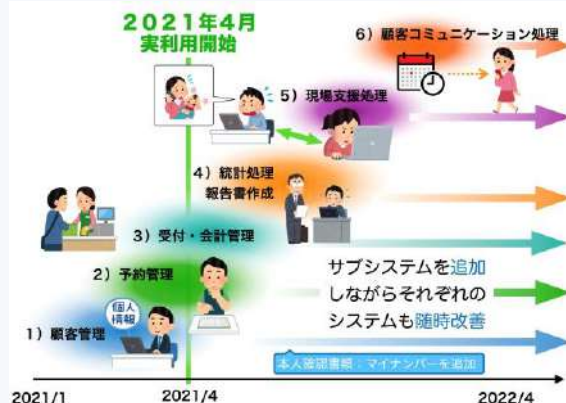 2021年4月
実利用開始
6）顧客コミュニケーション処理
5）現場支援処理
4）統計処理
報告書作成
3）受付・会計管理
2）予約管理
個人
情報
1）顧客管理
サブシステムを追加
しながらそれぞれの
システムも随時改善
本人確認書類：マイナンバーを追加
2021/1
2021/4
2022/4